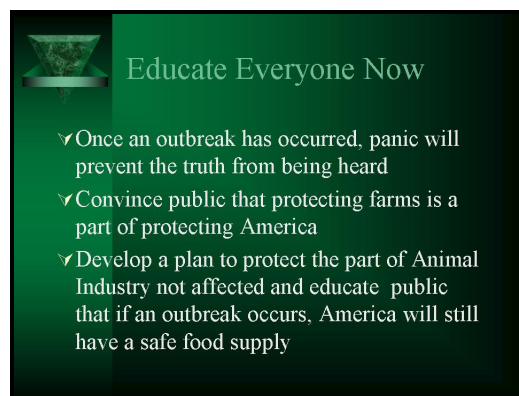 Educate Everyone Now
Once an outbreak has occurred, panic will
prevent the truth from being heard
Convince public that protecting farms is a
part of protecting America
Develop a plan to protect the part of Animal
Industry not affected and educate public
that if an outbreak occurs, America will still
have a safe food supply